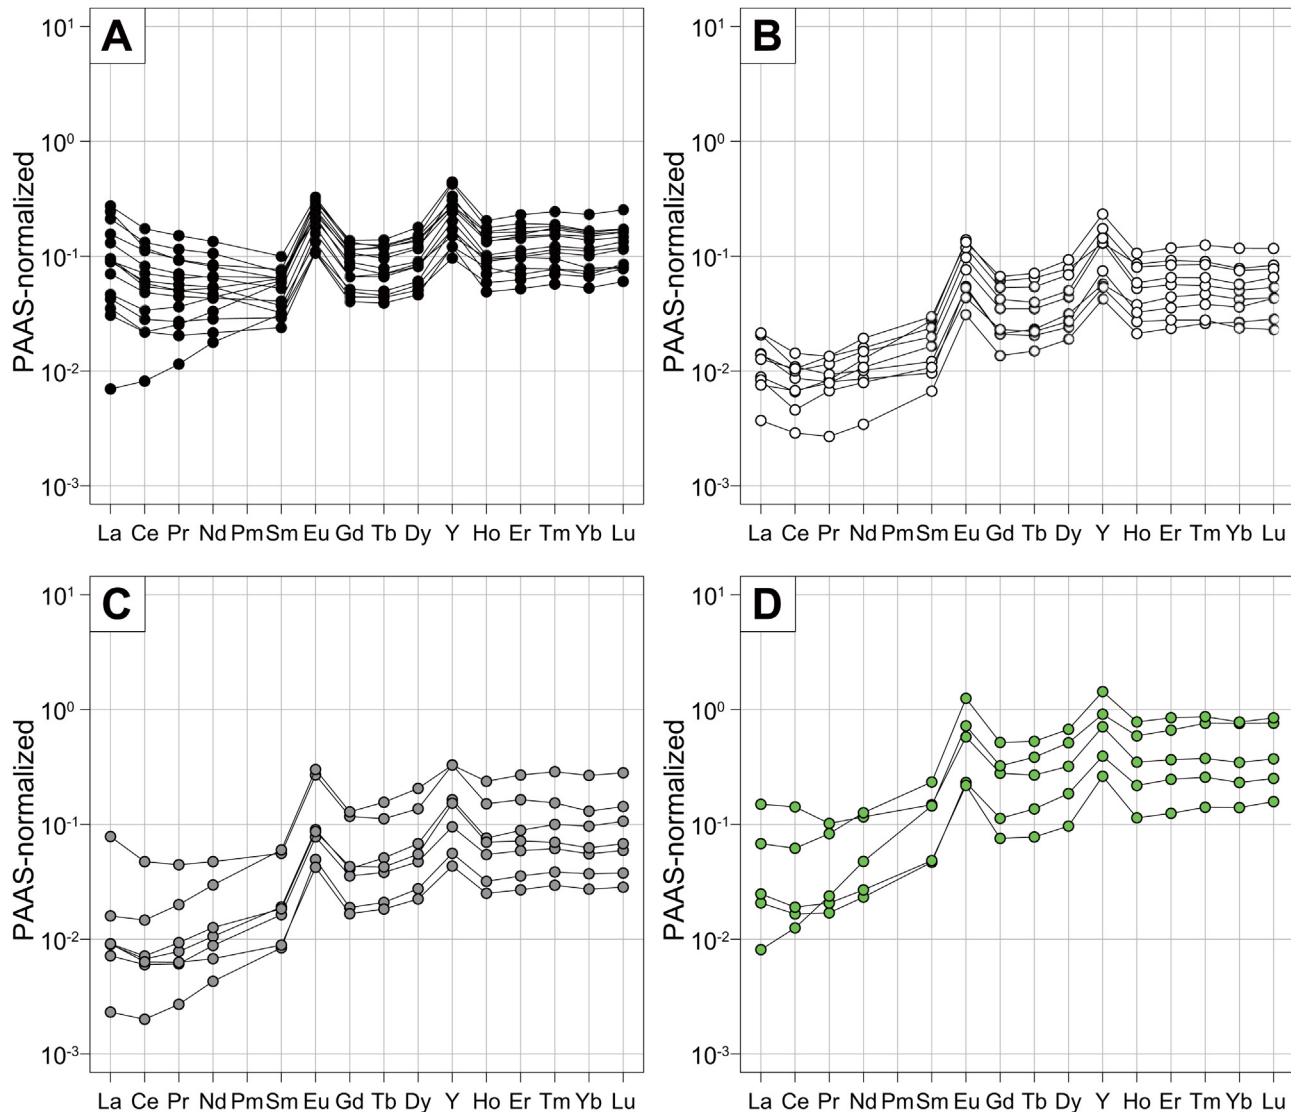 A
PAAS-normalized
10¹
10⁰
10⁻¹
10⁻²
10⁻³
La Ce Pr Nd Pm Sm Eu Gd Tb Dy Y Ho Er Tm Yb Lu
B
PAAS-normalized
10¹
10⁰
10⁻¹
10⁻²
10⁻³
La Ce Pr Nd Pm Sm Eu Gd Tb Dy Y Ho Er Tm Yb Lu
C
PAAS-normalized
10¹
10⁰
10⁻¹
10⁻²
10⁻³
La Ce Pr Nd Pm Sm Eu Gd Tb Dy Y Ho Er Tm Yb Lu
D
PAAS-normalized
10¹
10⁰
10⁻¹
10⁻²
10⁻³
La Ce Pr Nd Pm Sm Eu Gd Tb Dy Y Ho Er Tm Yb Lu